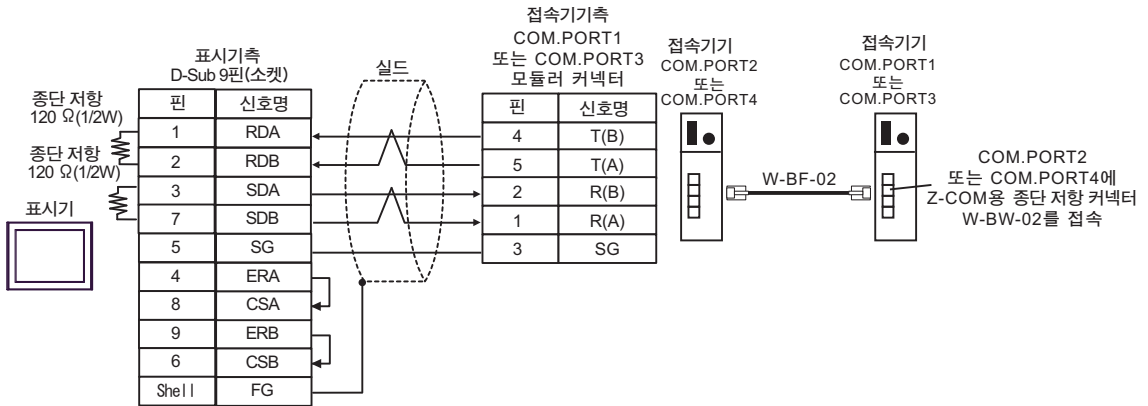 표시기측
D-Sub 9핀(소켓)
종단 저항
120 Ω(1/2W)
종단 저항
120 Ω(1/2W)
표시기
핀 신호명
1 RDA
2 RDB
3 SDA
7 SDB
5 SG
4 ERA
8 CSA
9 ERB
6 CSB
Shell FG
실드
접속기기측
COM.PORT1
또는 COM.PORT3
모듈러 커넥터
핀 신호명
4 T(B)
5 T(A)
2 R(B)
1 R(A)
3 SG
접속기기
COM.PORT2
또는
COM.PORT4
W-BF-02
접속기기
COM.PORT1
또는
COM.PORT3
COM.PORT2
또는 COM.PORT4에
Z-COM용 종단 저항 커넥터
W-BW-02를 접속